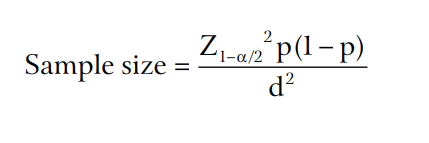 Sample size = Z₁₋α/₂² p(1 – p) / d²